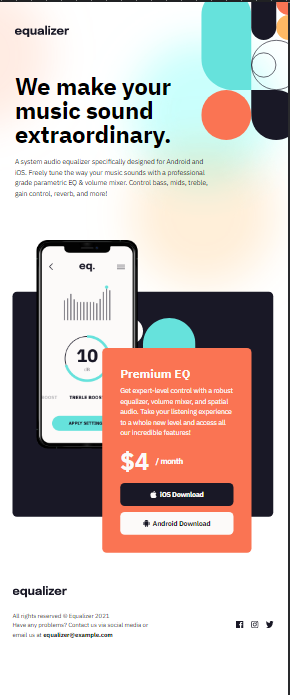 equalizer
We make your
music sound
extraordinary.
A system audio equalizer specifically designed for Android and
iOS. Freely tune the way your music sounds with a professional
grade parametric EQ & volume mixer. Control bass, mids, treble,
gain control, reverb, and more!
eq.
10
dB
BOOST TREBLE BOOS
APPLY SETTING
Premium EQ
Get expert-level control with a robust
equalizer, volume mixer, and spatial
audio. Take your listening experience
to a whole new level and access all
our incredible features!
$4 / month
iOS Download
Android Download
equalizer
All rights reserved © Equalizer 2021
Have any problems? Contact us via social media or
email us at equalizer@example.com